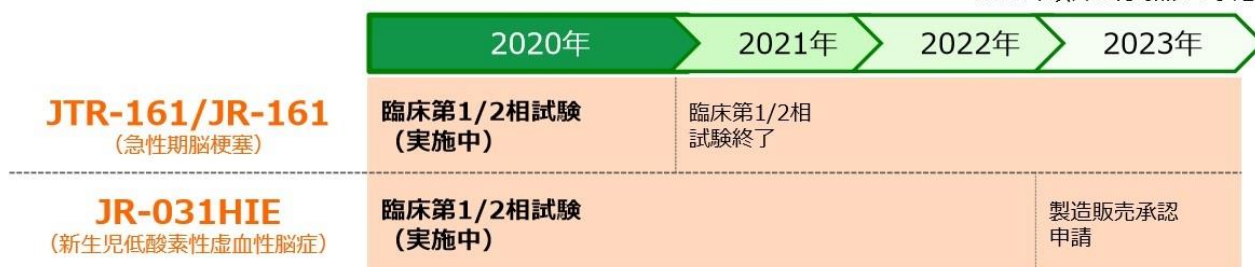 2020年 2021年 2022年 2023年
JTR-161/JR-161
(急性期脳梗塞)
臨床第1/2相試験
(実施中)
臨床第1/2相
試験終了
JR-031HIE
(新生児低酸素性虚血性脳症)
臨床第1/2相試験
(実施中)
製造販売承認
申請